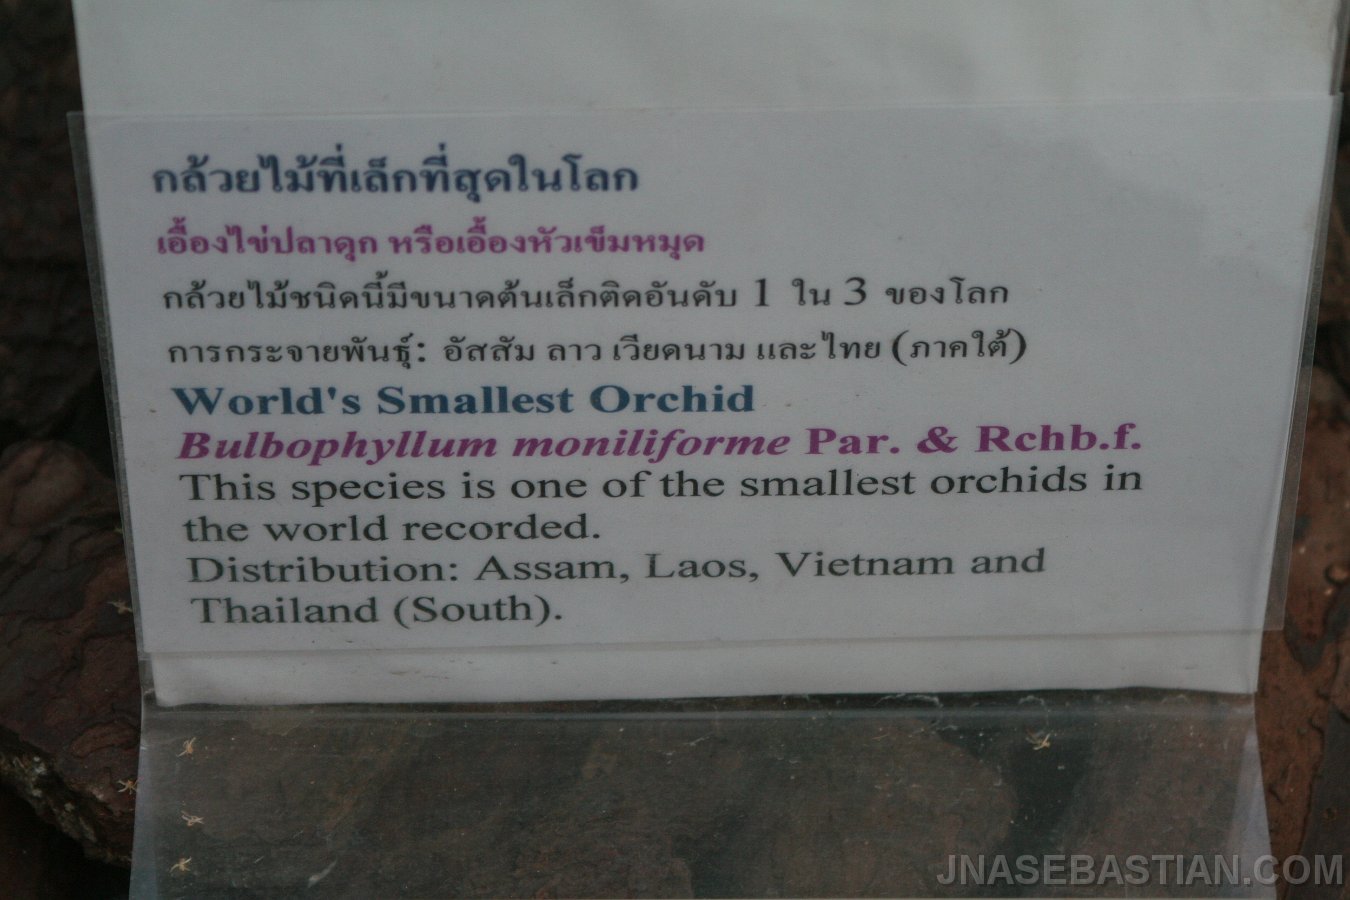 กล้วยไม้ที่เล็กที่สุดในโลก
เอื้องไข่ปลาดุก หรือเอื้องหัวเข็มหมุด
กล้วยไม้ชนิดนี้มีขนาดต้นเล็กติดอันดับ 1 ใน 3 ของโลก
การกระจายพันธุ์: อัสสัม ลาว เวียดนาม และไทย (ภาคใต้)
World's Smallest Orchid
Bulbophyllum moniliforme Par. & Rchb.f.
This species is one of the smallest orchids in
the world recorded.
Distribution: Assam, Laos, Vietnam and
Thailand (South).
JNASEBASTIAN.COM